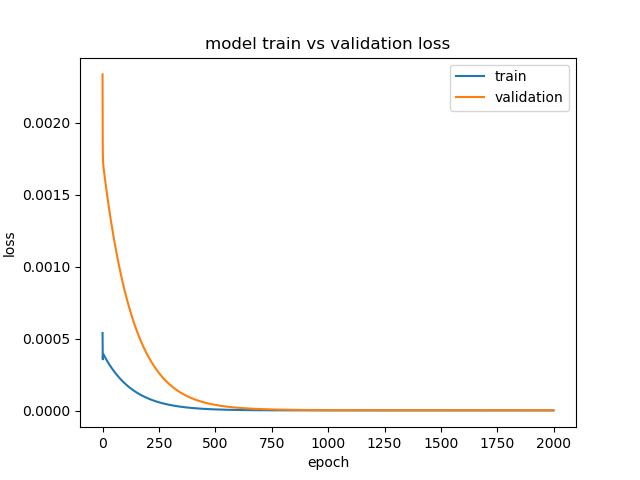 model train vs validation loss
train
validation
loss
0.0020
0.0015
0.0010
0.0005
0.0000
0 250 500 750 1000 1250 1500 1750 2000
epoch